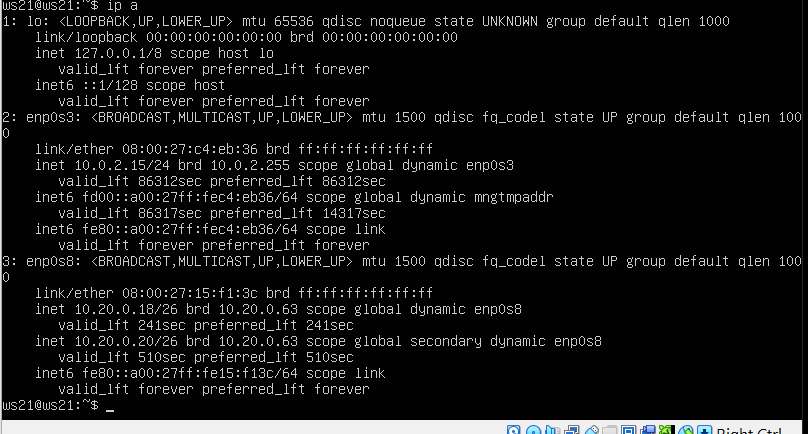 ws21@ws21:~$ ip a
1: lo: <LOOPBACK,UP,LOWER_UP> mtu 65536 qdisc noqueue state UNKNOWN group default qlen 1000
    link/loopback 00:00:00:00:00:00 brd 00:00:00:00:00:00
    inet 127.0.0.1/8 scope host lo
       valid_lft forever preferred_lft forever
    inet6 ::1/128 scope host
       valid_lft forever preferred_lft forever
2: enp0s3: <BROADCAST,MULTICAST,UP,LOWER_UP> mtu 1500 qdisc fq_codel state UP group default qlen 100
0
    link/ether 08:00:27:c4:eb:36 brd ff:ff:ff:ff:ff:ff
    inet 10.0.2.15/24 brd 10.0.2.255 scope global dynamic enp0s3
       valid_lft 86312sec preferred_lft 86312sec
    inet6 fd00::a00:27ff:fec4:eb36/64 scope global dynamic mngtmpaddr
       valid_lft 86317sec preferred_lft 14317sec
    inet6 fe80::a00:27ff:fec4:eb36/64 scope link
       valid_lft forever preferred_lft forever
3: enp0s8: <BROADCAST,MULTICAST,UP,LOWER_UP> mtu 1500 qdisc fq_codel state UP group default qlen 100
0
    link/ether 08:00:27:15:f1:3c brd ff:ff:ff:ff:ff:ff
    inet 10.20.0.18/26 brd 10.20.0.63 scope global dynamic enp0s8
       valid_lft 241sec preferred_lft 241sec
    inet 10.20.0.20/26 brd 10.20.0.63 scope global secondary dynamic enp0s8
       valid_lft 510sec preferred_lft 510sec
    inet6 fe80::a00:27ff:fe15:f13c/64 scope link
       valid_lft forever preferred_lft forever
ws21@ws21:~$ _
Right Ctrl